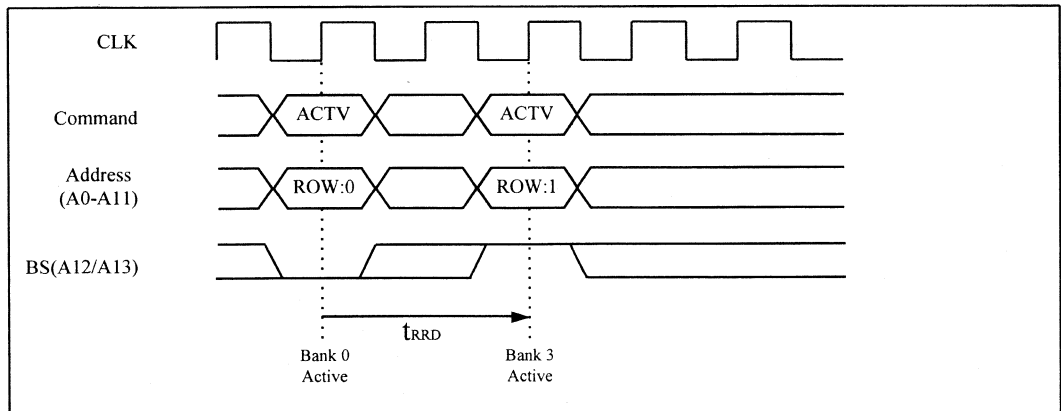 CLK
Command
ACTV
ACTV
Address
(A0-A11)
ROW:0
ROW:1
BS(A12/A13)
tRRD
Bank 0
Active
Bank 3
Active